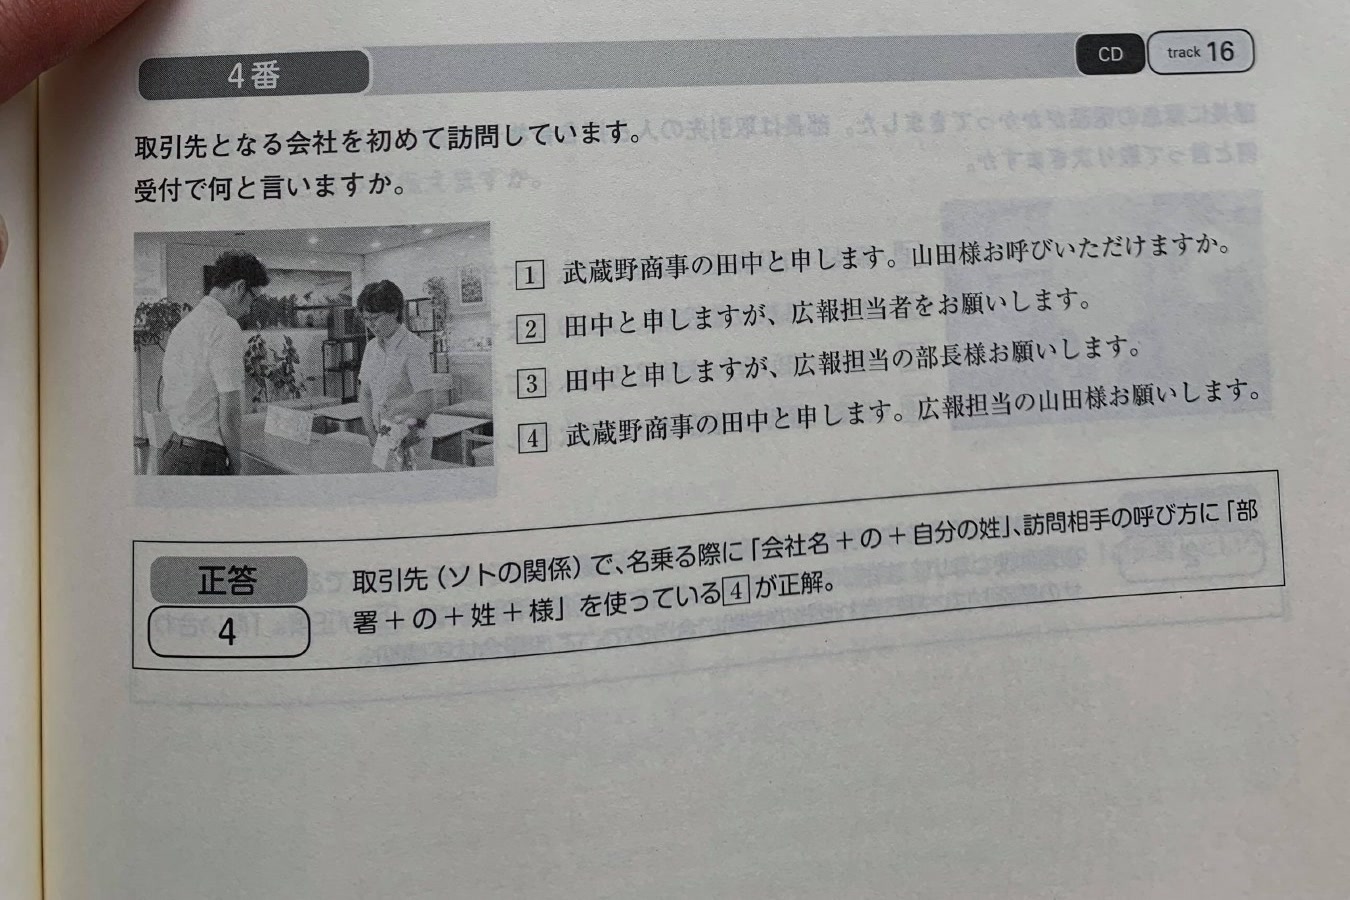 4番
CD track 16
取引先となる会社を初めて訪問しています。
受付で何と言いますか。
1 武蔵野商事の田中と申します。山田様お呼びいただけますか。
2 田中と申しますが、広報担当者をお願いします。
3 田中と申しますが、広報担当の部長様お願いします。
4 武蔵野商事の田中と申します。広報担当の山田様お願いします。
正答
4
取引先(ソトの関係)で、名乗る際に「会社名+の+自分の姓」、訪問相手の呼び方に「部
署+の+姓+様」を使っている4が正解。